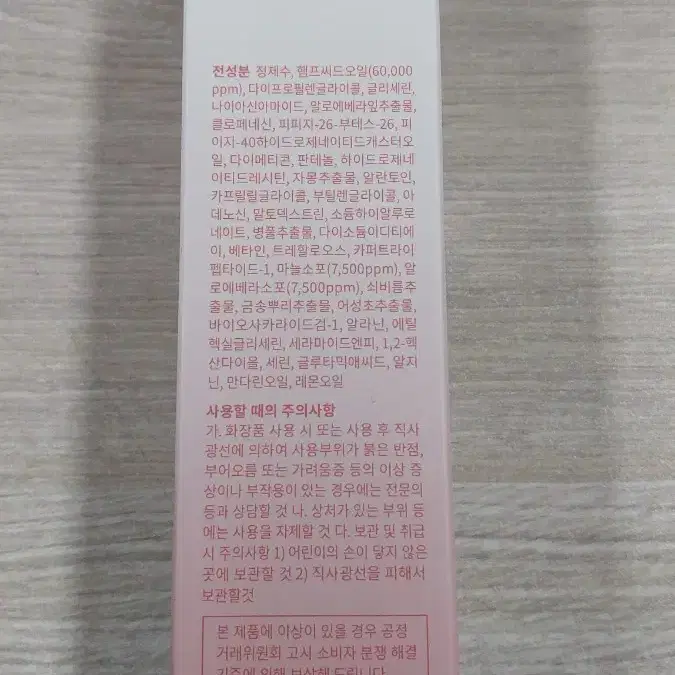 전성분 정제수, 햄프씨드오일(60,000
ppm), 다이프로필렌글라이콜, 글리세린,
나이아신아마이드, 알로에베라잎추출물,
클로페네신, 피피지-26-부테스-26, 피
이지-40하이드로제네이티드캐스터오
일, 다이메티콘, 판테놀, 하이드로제네
이티드레시틴, 자몽추출물, 알란토인,
카프릴릴글라이콜, 부틸렌글라이콜, 아
데노신, 말토덱스트린, 소듐하이알루로
네이트, 병풀추출물, 다이소듐이디티에
이, 베타인, 트레할로오스, 카퍼트라이
펩타이드-1, 마늘소포(7,500ppm), 알
로에베라소포(7,500ppm), 쇠비름추
출물, 금송뿌리추출물, 어성초추출물,
바이오사카라이드검-1, 알라닌, 에틸
헥실글리세린, 세라마이드엔피, 1,2-헥
산다이올, 세린, 글루타믹애씨드, 알지
닌, 만다린오일, 레몬오일
사용할 때의 주의사항
가. 화장품 사용 시 또는 사용 후 직사
광선에 의하여 사용부위가 붉은 반점,
부어오름 또는 가려움증 등의 이상 증
상이나 부작용이 있는 경우에는 전문의
등과 상담할 것 나. 상처가 있는 부위 등
에는 사용을 자제할 것 다. 보관 및 취급
시 주의사항 1) 어린이의 손이 닿지 않은
곳에 보관할 것 2) 직사광선을 피해서
보관할것
본 제품에 이상이 있을 경우 공정
거래위원회 고시 소비자 분쟁 해결
기준에 의해 보상해 드립니다